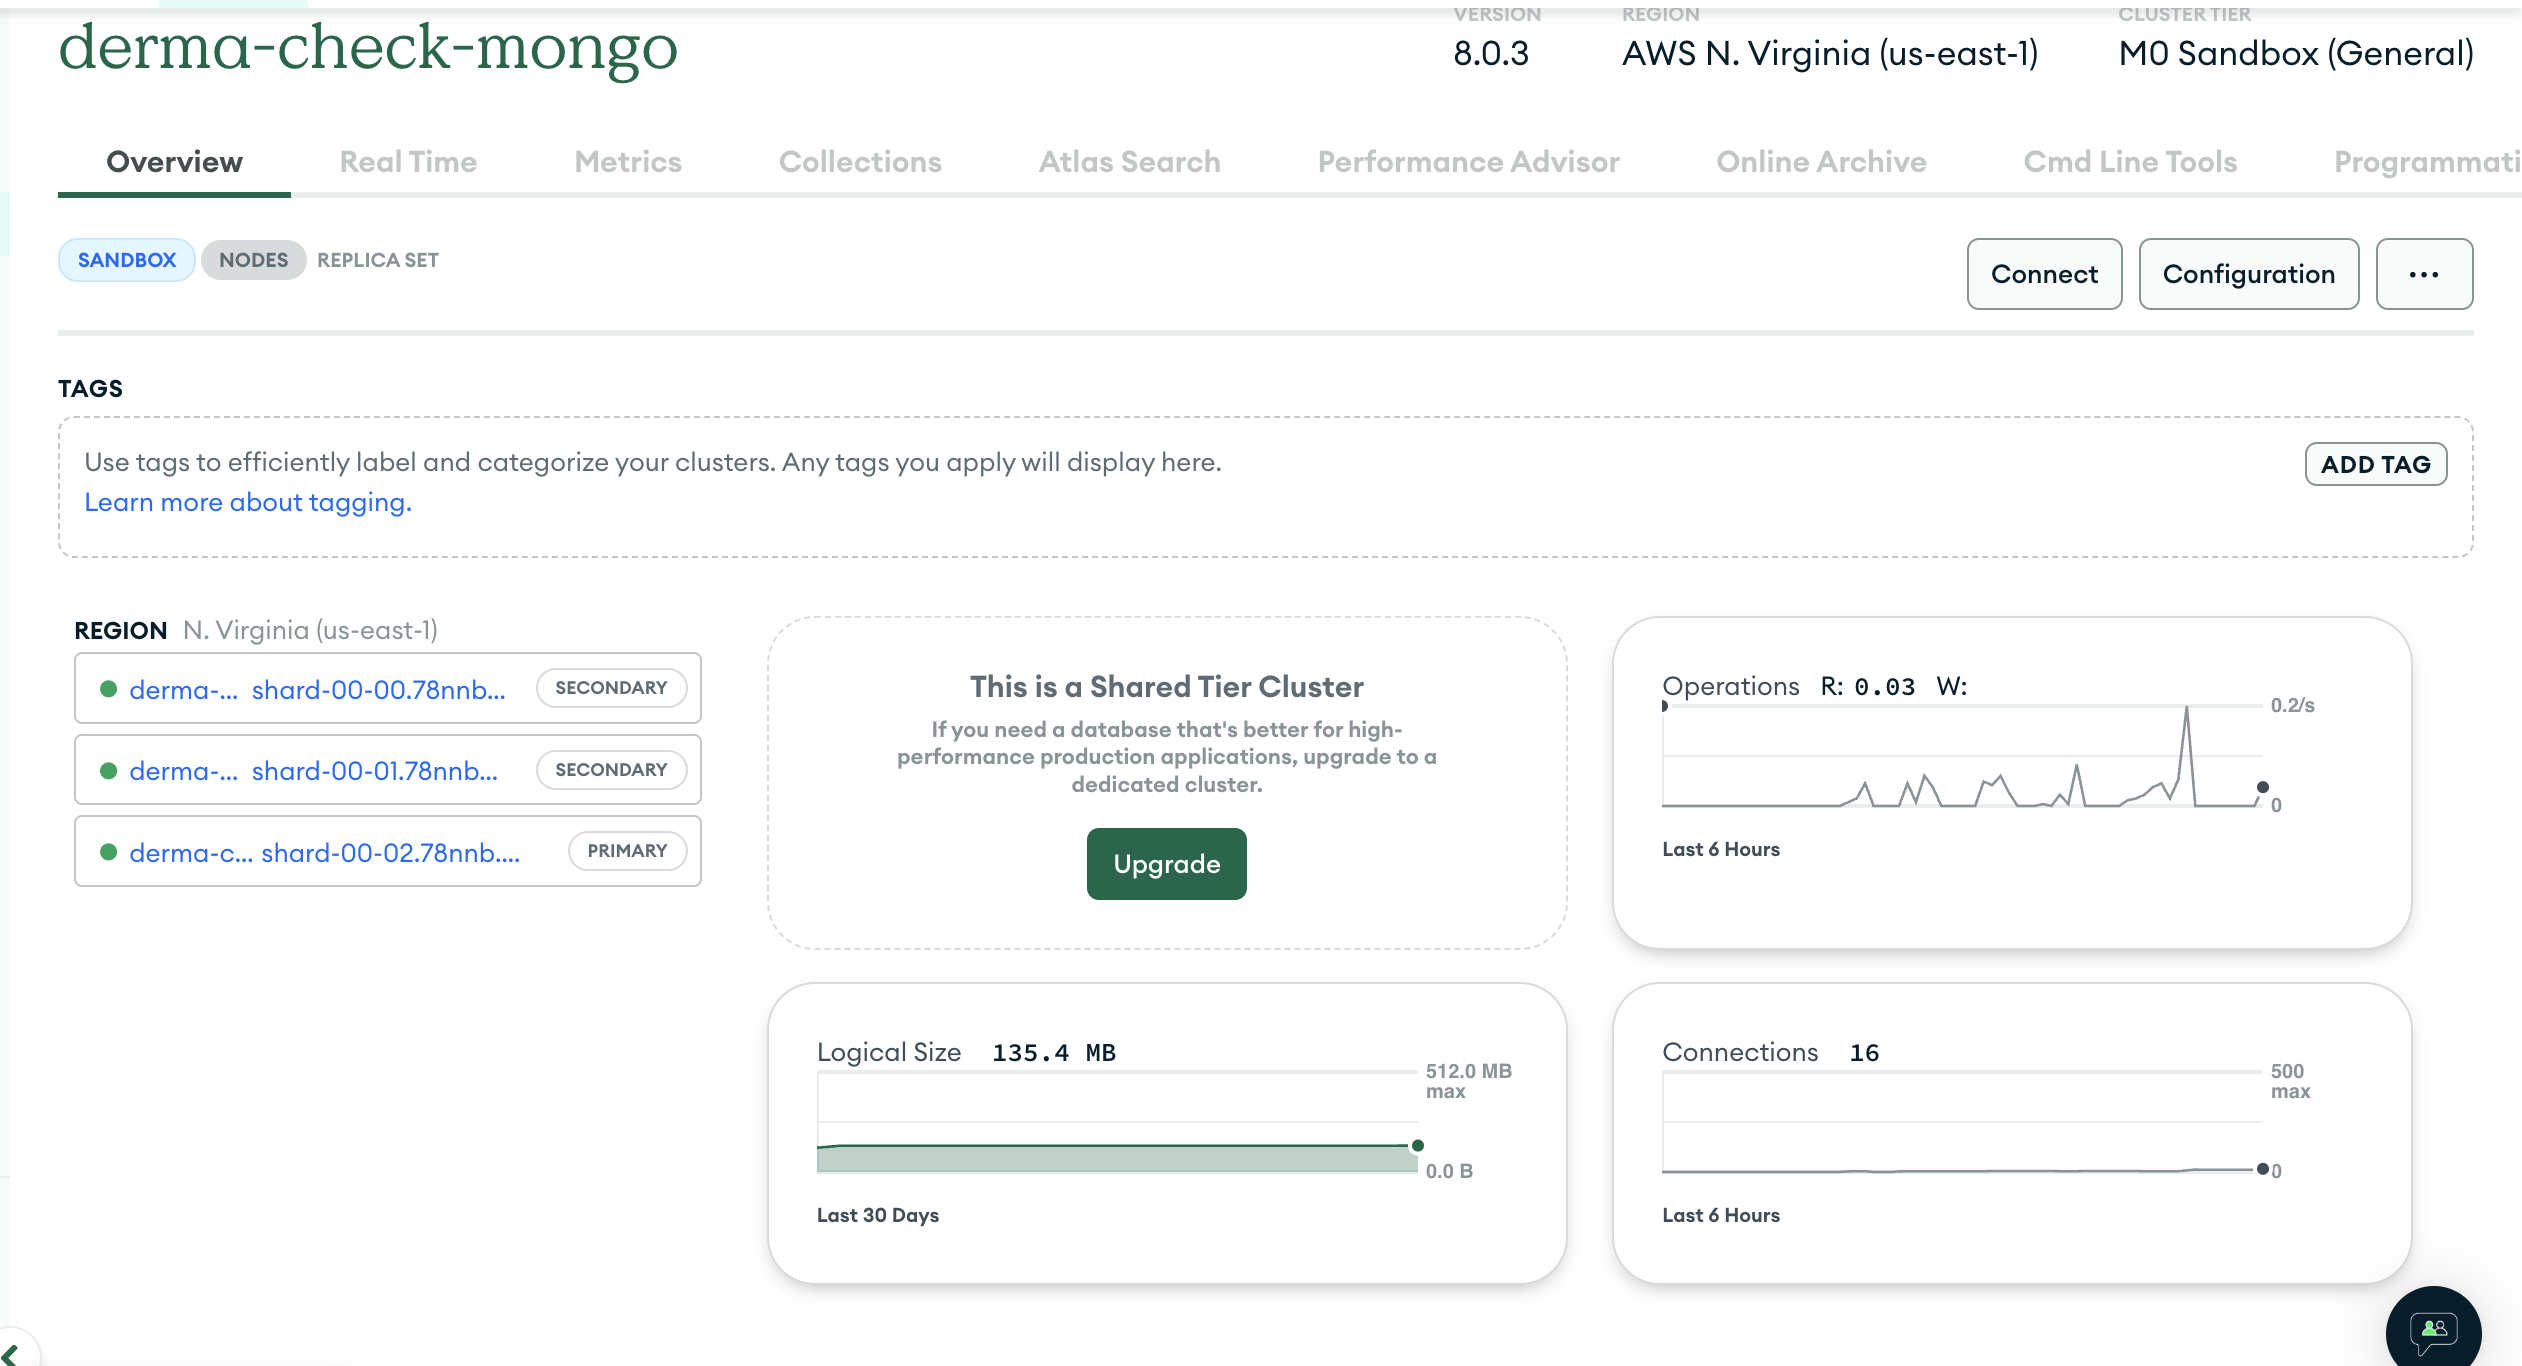 derma-check-mongo
VERSION
8.0.3
REGION
AWS N. Virginia (us-east-1)
CLUSTER TIER
M0 Sandbox (General)
Overview
Real Time
Metrics
Collections
Atlas Search
Performance Advisor
Online Archive
Cmd Line Tools
Programmati
SANDBOX
NODES
REPLICA SET
Connect
Configuration
...
TAGS
Use tags to efficiently label and categorize your clusters. Any tags you apply will display here.
Learn more about tagging.
ADD TAG
REGION N. Virginia (us-east-1)
derma-... shard-00-00.78nnb... SECONDARY
derma-... shard-00-01.78nnb... SECONDARY
derma-c... shard-00-02.78nnb.... PRIMARY
This is a Shared Tier Cluster
If you need a database that's better for high-
performance production applications, upgrade to a
dedicated cluster.
Upgrade
Operations R: 0.03 W:
0.2/s
0
Last 6 Hours
Logical Size 135.4 MB
512.0 MB
max
0.0 B
Last 30 Days
Connections 16
500
max
0
Last 6 Hours